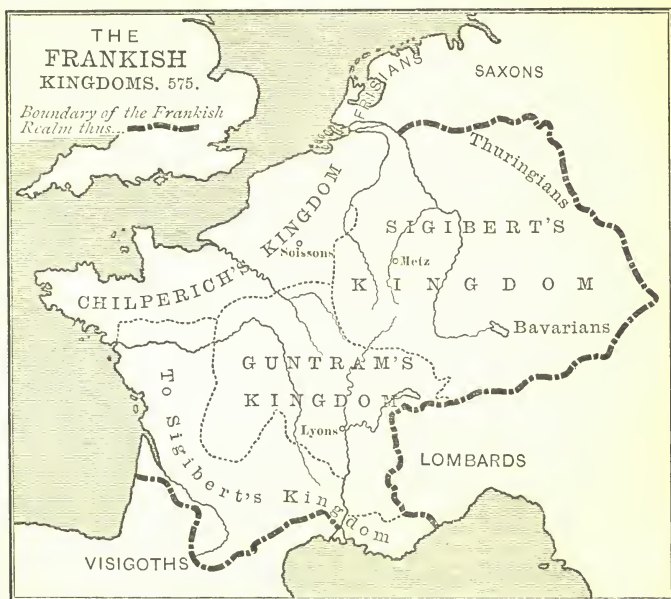 THE
FRANKISH
KINGDOMS. 575.
Boundary of the Frankish
Realm thus...
FRISIANS
SAXONS
Thuringians
CHILPERICH'S KINGDOM
Soissons
SIGIBERT'S
Metz
KINGDOM
Bavarians
GUNTRAM'S
KINGDOM
Lyons
To Sigibert's Kingdom
LOMBARDS
VISIGOTHS